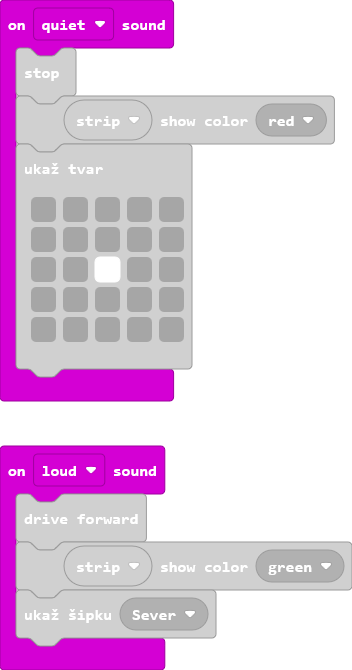 on quiet sound
stop
strip show color red
ukaž tvar
on loud sound
drive forward
strip show color green
ukaž šipku Sever